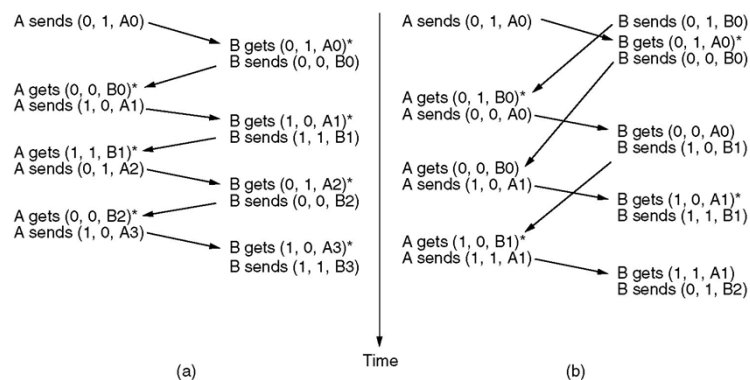 A sends (0, 1, A0)
B gets (0, 1, A0)*
B sends (0, 0, B0)
A gets (0, 0, B0)*
A sends (1, 0, A1)
B gets (1, 0, A1)*
B sends (1, 1, B1)
A gets (1, 1, B1)*
A sends (0, 1, A2)
B gets (0, 1, A2)*
B sends (0, 0, B2)
A gets (0, 0, B2)*
A sends (1, 0, A3)
B gets (1, 0, A3)*
B sends (1, 1, B3)
(a)
A sends (0, 1, A0)
B sends (0, 1, B0)
B gets (0, 1, A0)*
B sends (0, 0, B0)
A gets (0, 1, B0)*
A sends (0, 0, A0)
B gets (0, 0, A0)
B sends (1, 0, B1)
A gets (0, 0, B0)
A sends (1, 0, A1)
B gets (1, 0, A1)*
B sends (1, 1, B1)
A gets (1, 0, B1)*
A sends (1, 1, A1)
B gets (1, 1, A1)
B sends (0, 1, B2)
(b)
Time